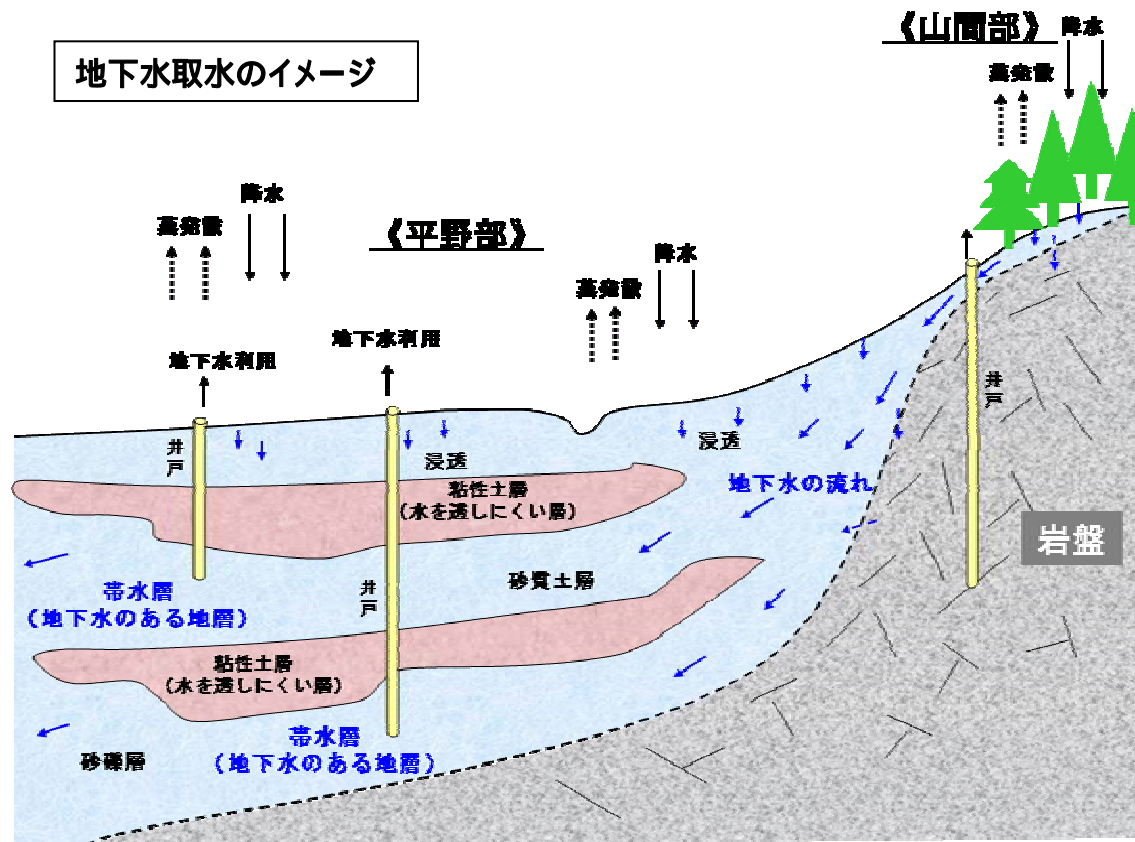 地下水取水のイメージ
《山間部》
降水
蒸発散
降水
蒸発散
《平野部》
降水
蒸発散
地下水利用
地下水利用
井戸
井戸
浸透
浸透
粘性土層
(水を透しにくい層)
地下水の流れ
岩盤
砂質土層
帯水層
(地下水のある地層)
井戸
粘性土層
(水を透しにくい層)
帯水層
(地下水のある地層)
砂礫層